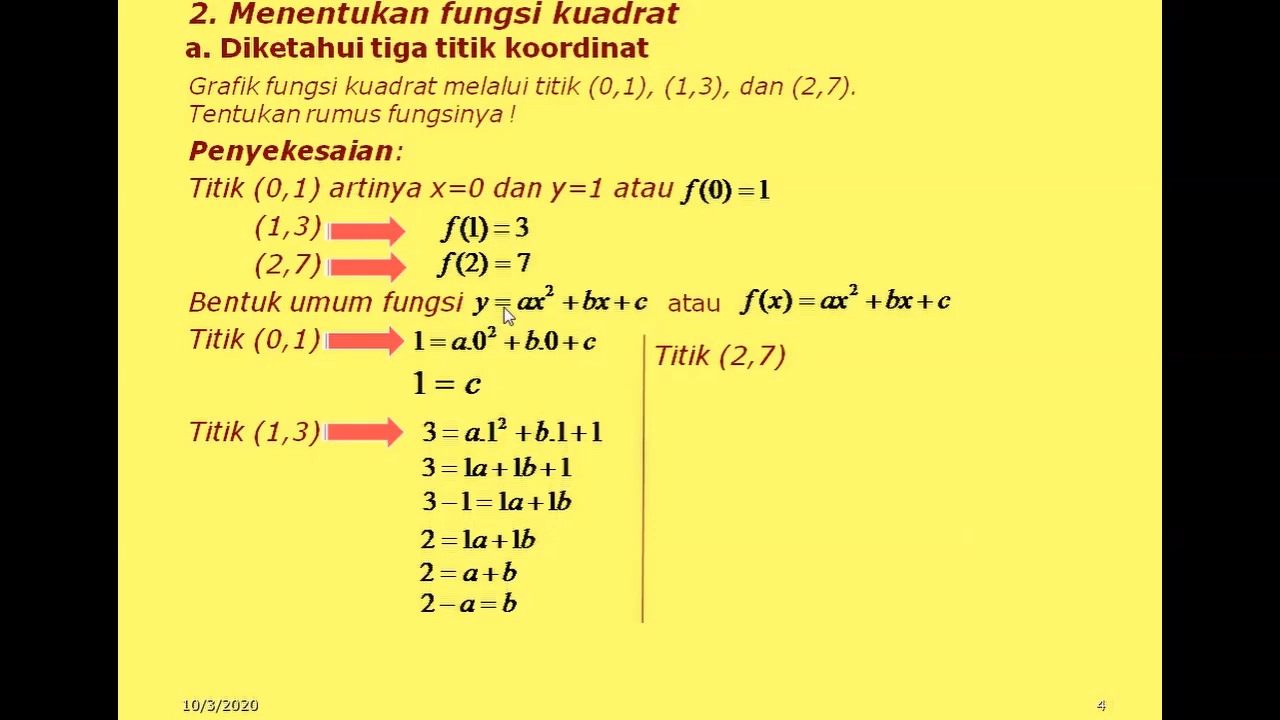 2. Menentukan fungsi kuadrat
a. Diketahui tiga titik koordinat
Grafik fungsi kuadrat melalui titik (0,1), (1,3), dan (2,7).
Tentukan rumus fungsinya !
Penyekesaian:
Titik (0,1) artinya x=0 dan y=1 atau f(0)=1
(1,3) f(1)=3
(2,7) f(2)=7
Bentuk umum fungsi y=ax²+bx+c atau f(x)=ax²+bx+c
Titik (0,1) 1=a.0²+b.0+c
1=c
Titik (1,3) 3=a.1²+b.1+1
3=1a+1b+1
3−1=1a+1b
2=1a+1b
2=a+b
2−a=b
Titik (2,7)
10/3/2020
4